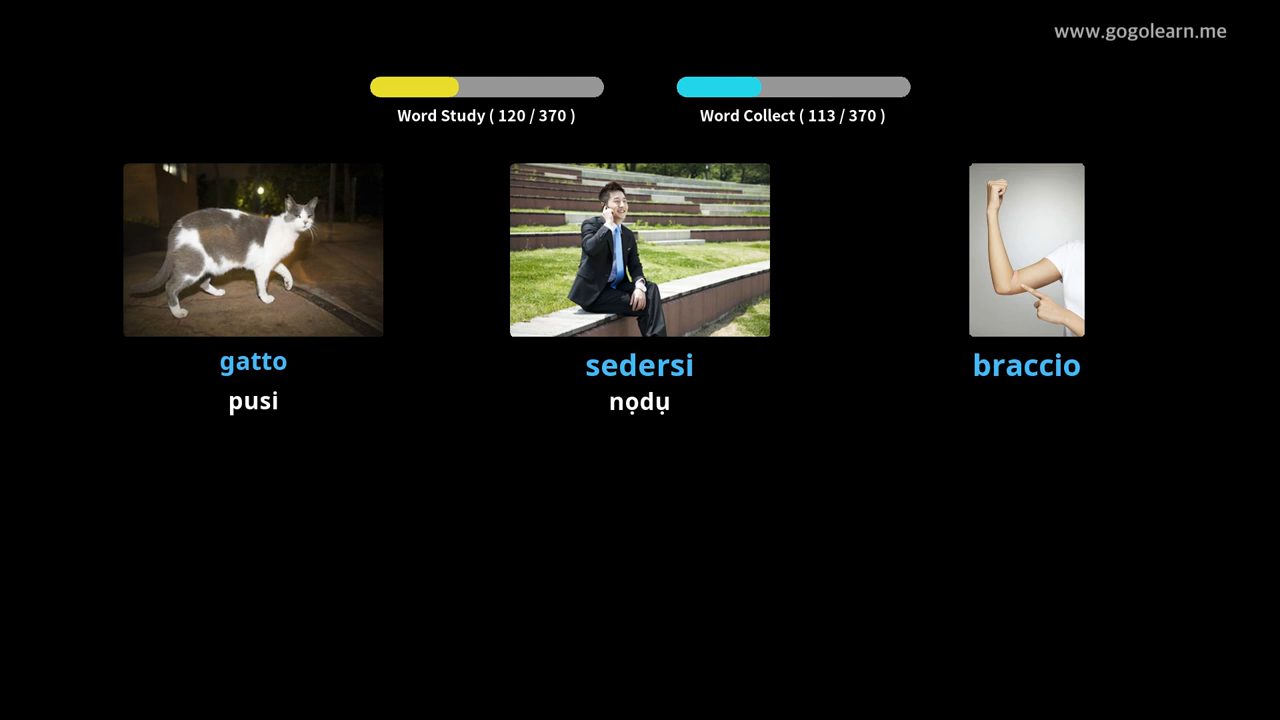 www.gogolearn.me
Word Study ( 120 / 370 )
Word Collect ( 113 / 370 )
gatto
sedersi
braccio
pusi
nọdụ